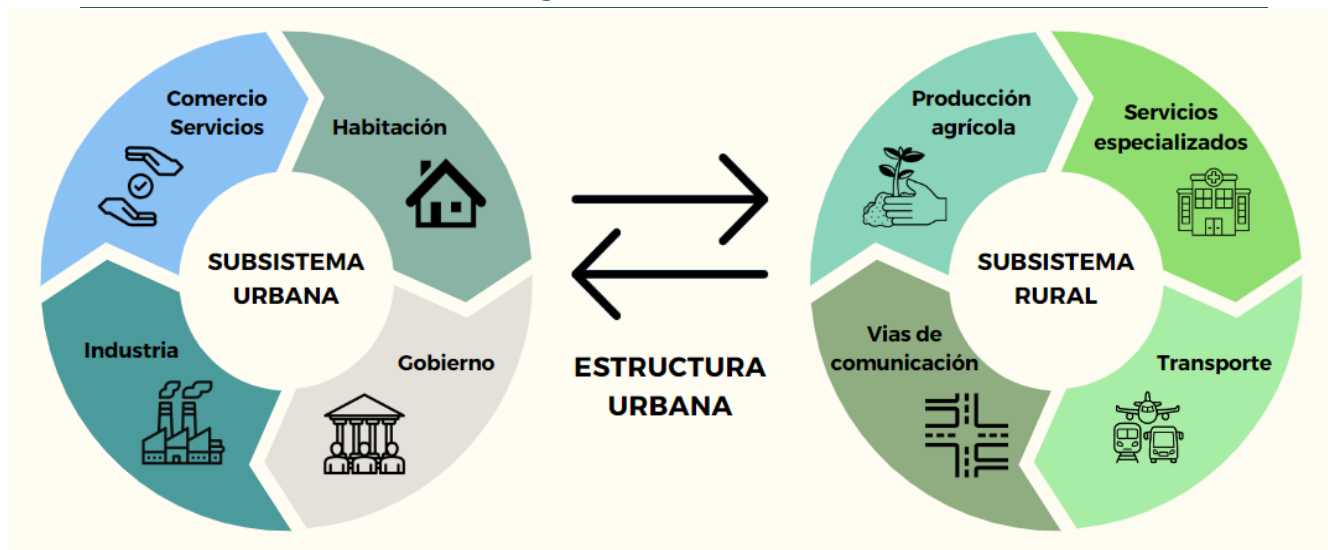 Comercio
Servicios
Habitación
SUBSISTEMA
URBANA
Industria
Gobierno
ESTRUCTURA
URBANA
Producción
agrícola
Servicios
especializados
SUBSISTEMA
RURAL
Vias de
comunicación
Transporte